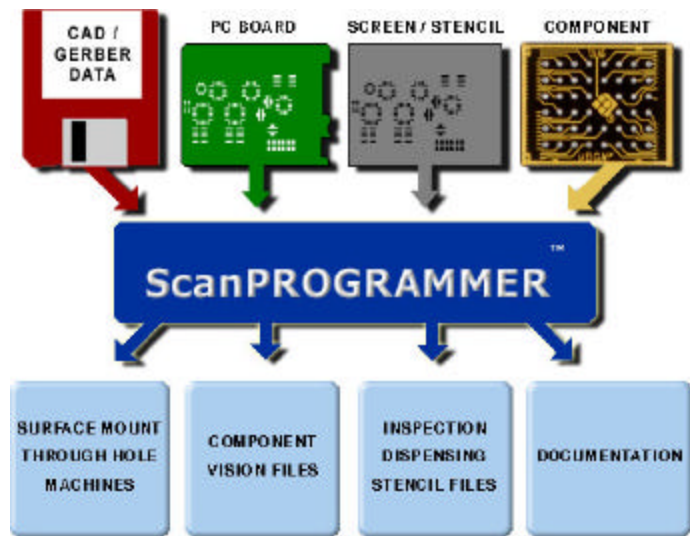 CAD /
GERBER
DATA
PC BOARD
SCREEN / STENCIL
COMPONENT
ScanPROGRAMMER ™
SURFACE MOUNT
THROUGH HOLE
MACHINES
COMPONENT
VISION FILES
INSPECTION
DISPENSING
STENCIL FILES
DOCUMENTATION